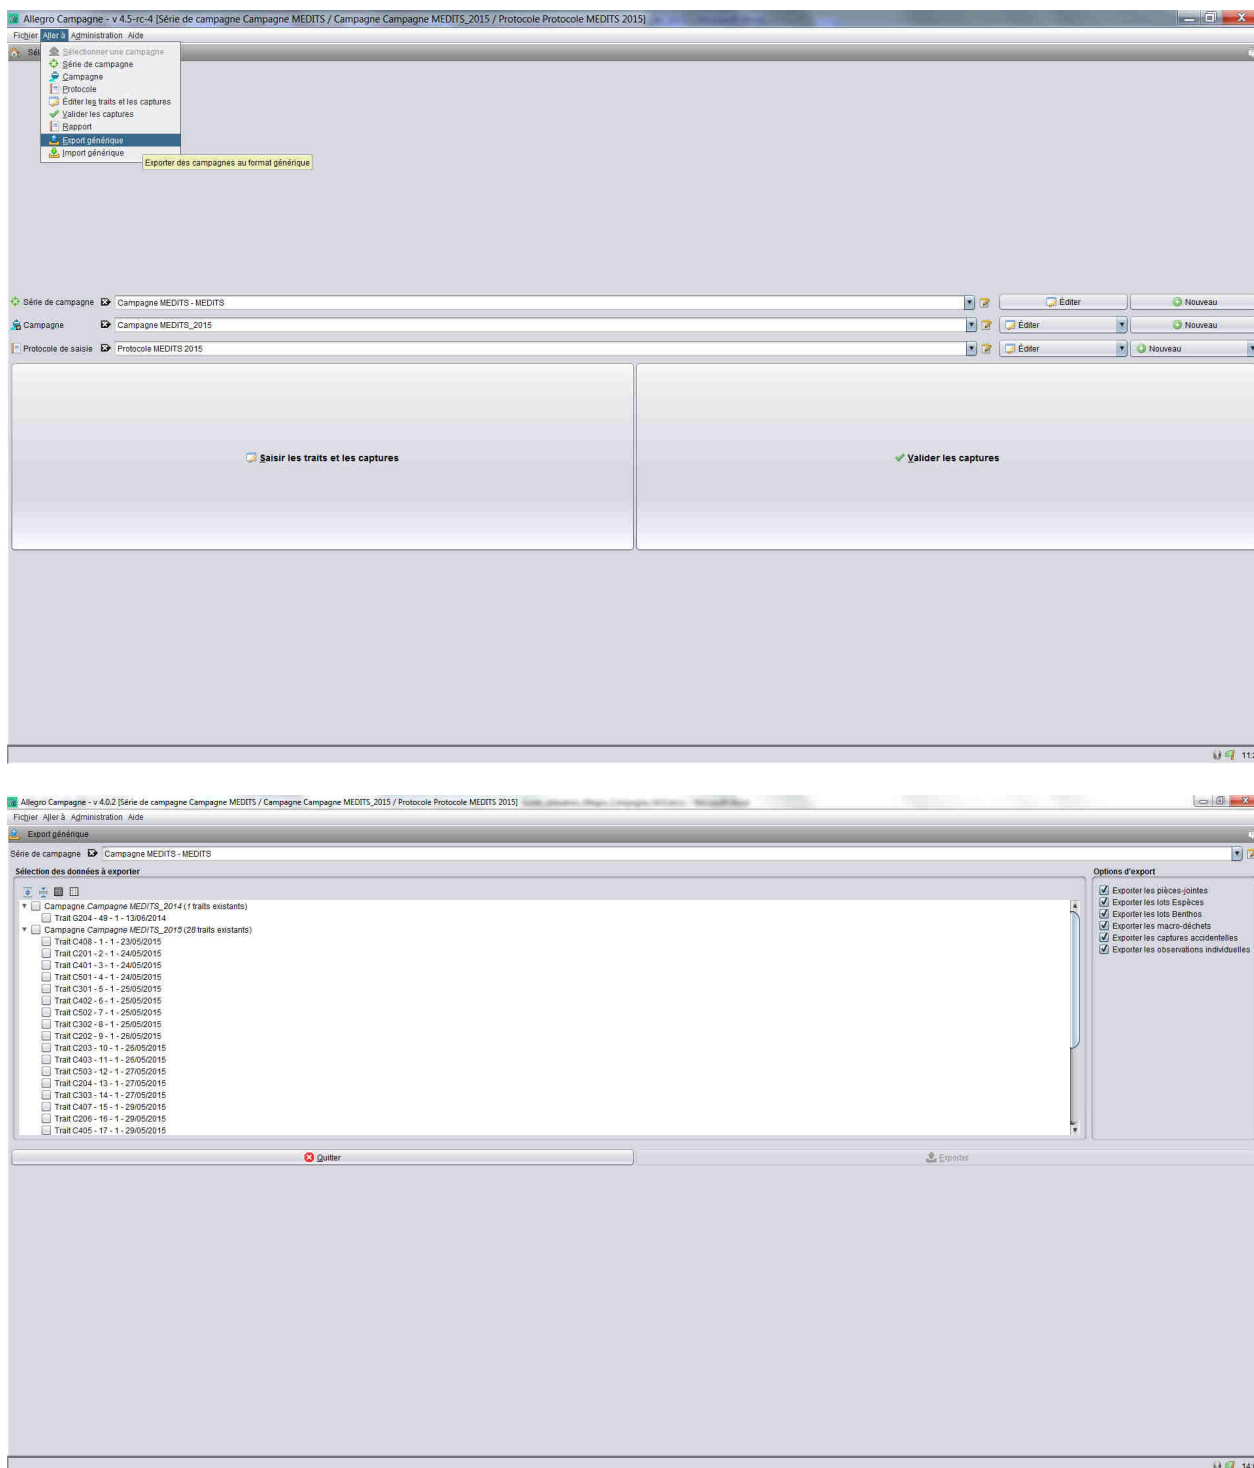 Allegro Campagne - v 4.5-rc-4 [Série de campagne Campagne MEDITS / Campagne Campagne MEDITS_2015 / Protocole Protocole MEDITS 2015]
Fichier Aller à Administration Aide
Sél
Sélectionner une campagne
Série de campagne
Campagne
Protocole
Éditer les traits et les captures
Valider les captures
Rapport
Export générique
Import générique
Exporter des campagnes au format générique
Série de campagne Campagne MEDITS - MEDITS Éditer Nouveau
Campagne Campagne MEDITS_2015 Éditer Nouveau
Protocole de saisie Protocole MEDITS 2015 Éditer Nouveau
Saisir les traits et les captures Valider les captures
11:
Allegro Campagne - v 4.0.2 [Série de campagne Campagne MEDITS / Campagne Campagne MEDITS_2015 / Protocole Protocole MEDITS 2015]
Fichier Aller à Administration Aide
Export générique
Série de campagne Campagne MEDITS - MEDITS
Sélection des données à exporter Options d'export
Campagne Campagne MEDITS_2014 (1 traits existants)
Trait G204 - 49 - 1 - 13/06/2014
Campagne Campagne MEDITS_2015 (28 traits existants)
Trait C408 - 1 - 1 - 23/05/2015
Trait C201 - 2 - 1 - 24/05/2015
Trait C401 - 3 - 1 - 24/05/2015
Trait C501 - 4 - 1 - 24/05/2015
Trait C301 - 5 - 1 - 25/05/2015
Trait C402 - 6 - 1 - 25/05/2015
Trait C502 - 7 - 1 - 25/05/2015
Trait C302 - 8 - 1 - 25/05/2015
Trait C202 - 9 - 1 - 26/05/2015
Trait C203 - 10 - 1 - 26/05/2015
Trait C403 - 11 - 1 - 26/05/2015
Trait C503 - 12 - 1 - 27/05/2015
Trait C204 - 13 - 1 - 27/05/2015
Trait C303 - 14 - 1 - 27/05/2015
Trait C407 - 15 - 1 - 29/05/2015
Trait C206 - 16 - 1 - 29/05/2015
Trait C405 - 17 - 1 - 29/05/2015
Exporter les pièces-jointes
Exporter les lots Espèces
Exporter les lots Benthos
Exporter les macro-déchets
Exporter les captures accidentelles
Exporter les observations individuelles
Quitter Exporter
14: